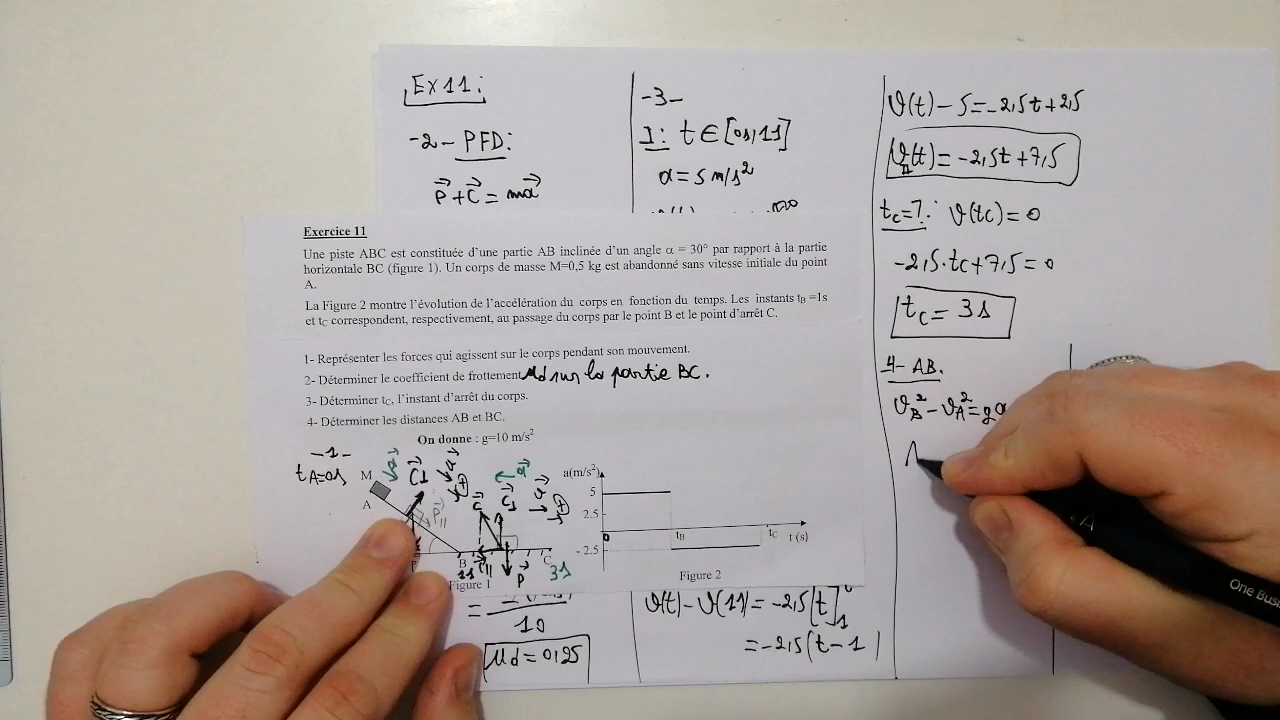 Ex 11:
-2- PFD:
P + C = ma
Exercice 11
Une piste ABC est constituée d'une partie AB inclinée d'un angle α = 30° par rapport à la partie
horizontale BC (figure 1). Un corps de masse M=0,5 kg est abandonné sans vitesse initiale du point
A.
La Figure 2 montre l'évolution de l'accélération du corps en fonction du temps. Les instants tB =1s
et tC correspondent, respectivement, au passage du corps par le point B et le point d'arrêt C.
1- Représenter les forces qui agissent sur le corps pendant son mouvement.
2- Déterminer le coefficient de frottement μd sur la partie BC.
3- Déterminer tC, l'instant d'arrêt du corps.
4- Déterminer les distances AB et BC.
On donne : g=10 m/s²
-1-
tA=0s
M
A
C⊥
P//
C
C⊥
B
1s
C//
P
C
3s
Figure 1
a(m/s²)
5
2.5
0
- 2.5
tB
tC
t (s)
Figure 2
10
μd = 0,25
-3-
I: t ∈ [0s,1s]
a = 5 m/s²
v(t) - v(1) = -2,5[t]
= -2,5(t-1)
v(t) - 5 = -2,5t + 2,5
v(t) = -2,5t + 7,5
tc = ?: v(tc) = 0
-2,5.tc + 7,5 = 0
tc = 3s
4- AB.
vB² - vA² = 2a
One Busi